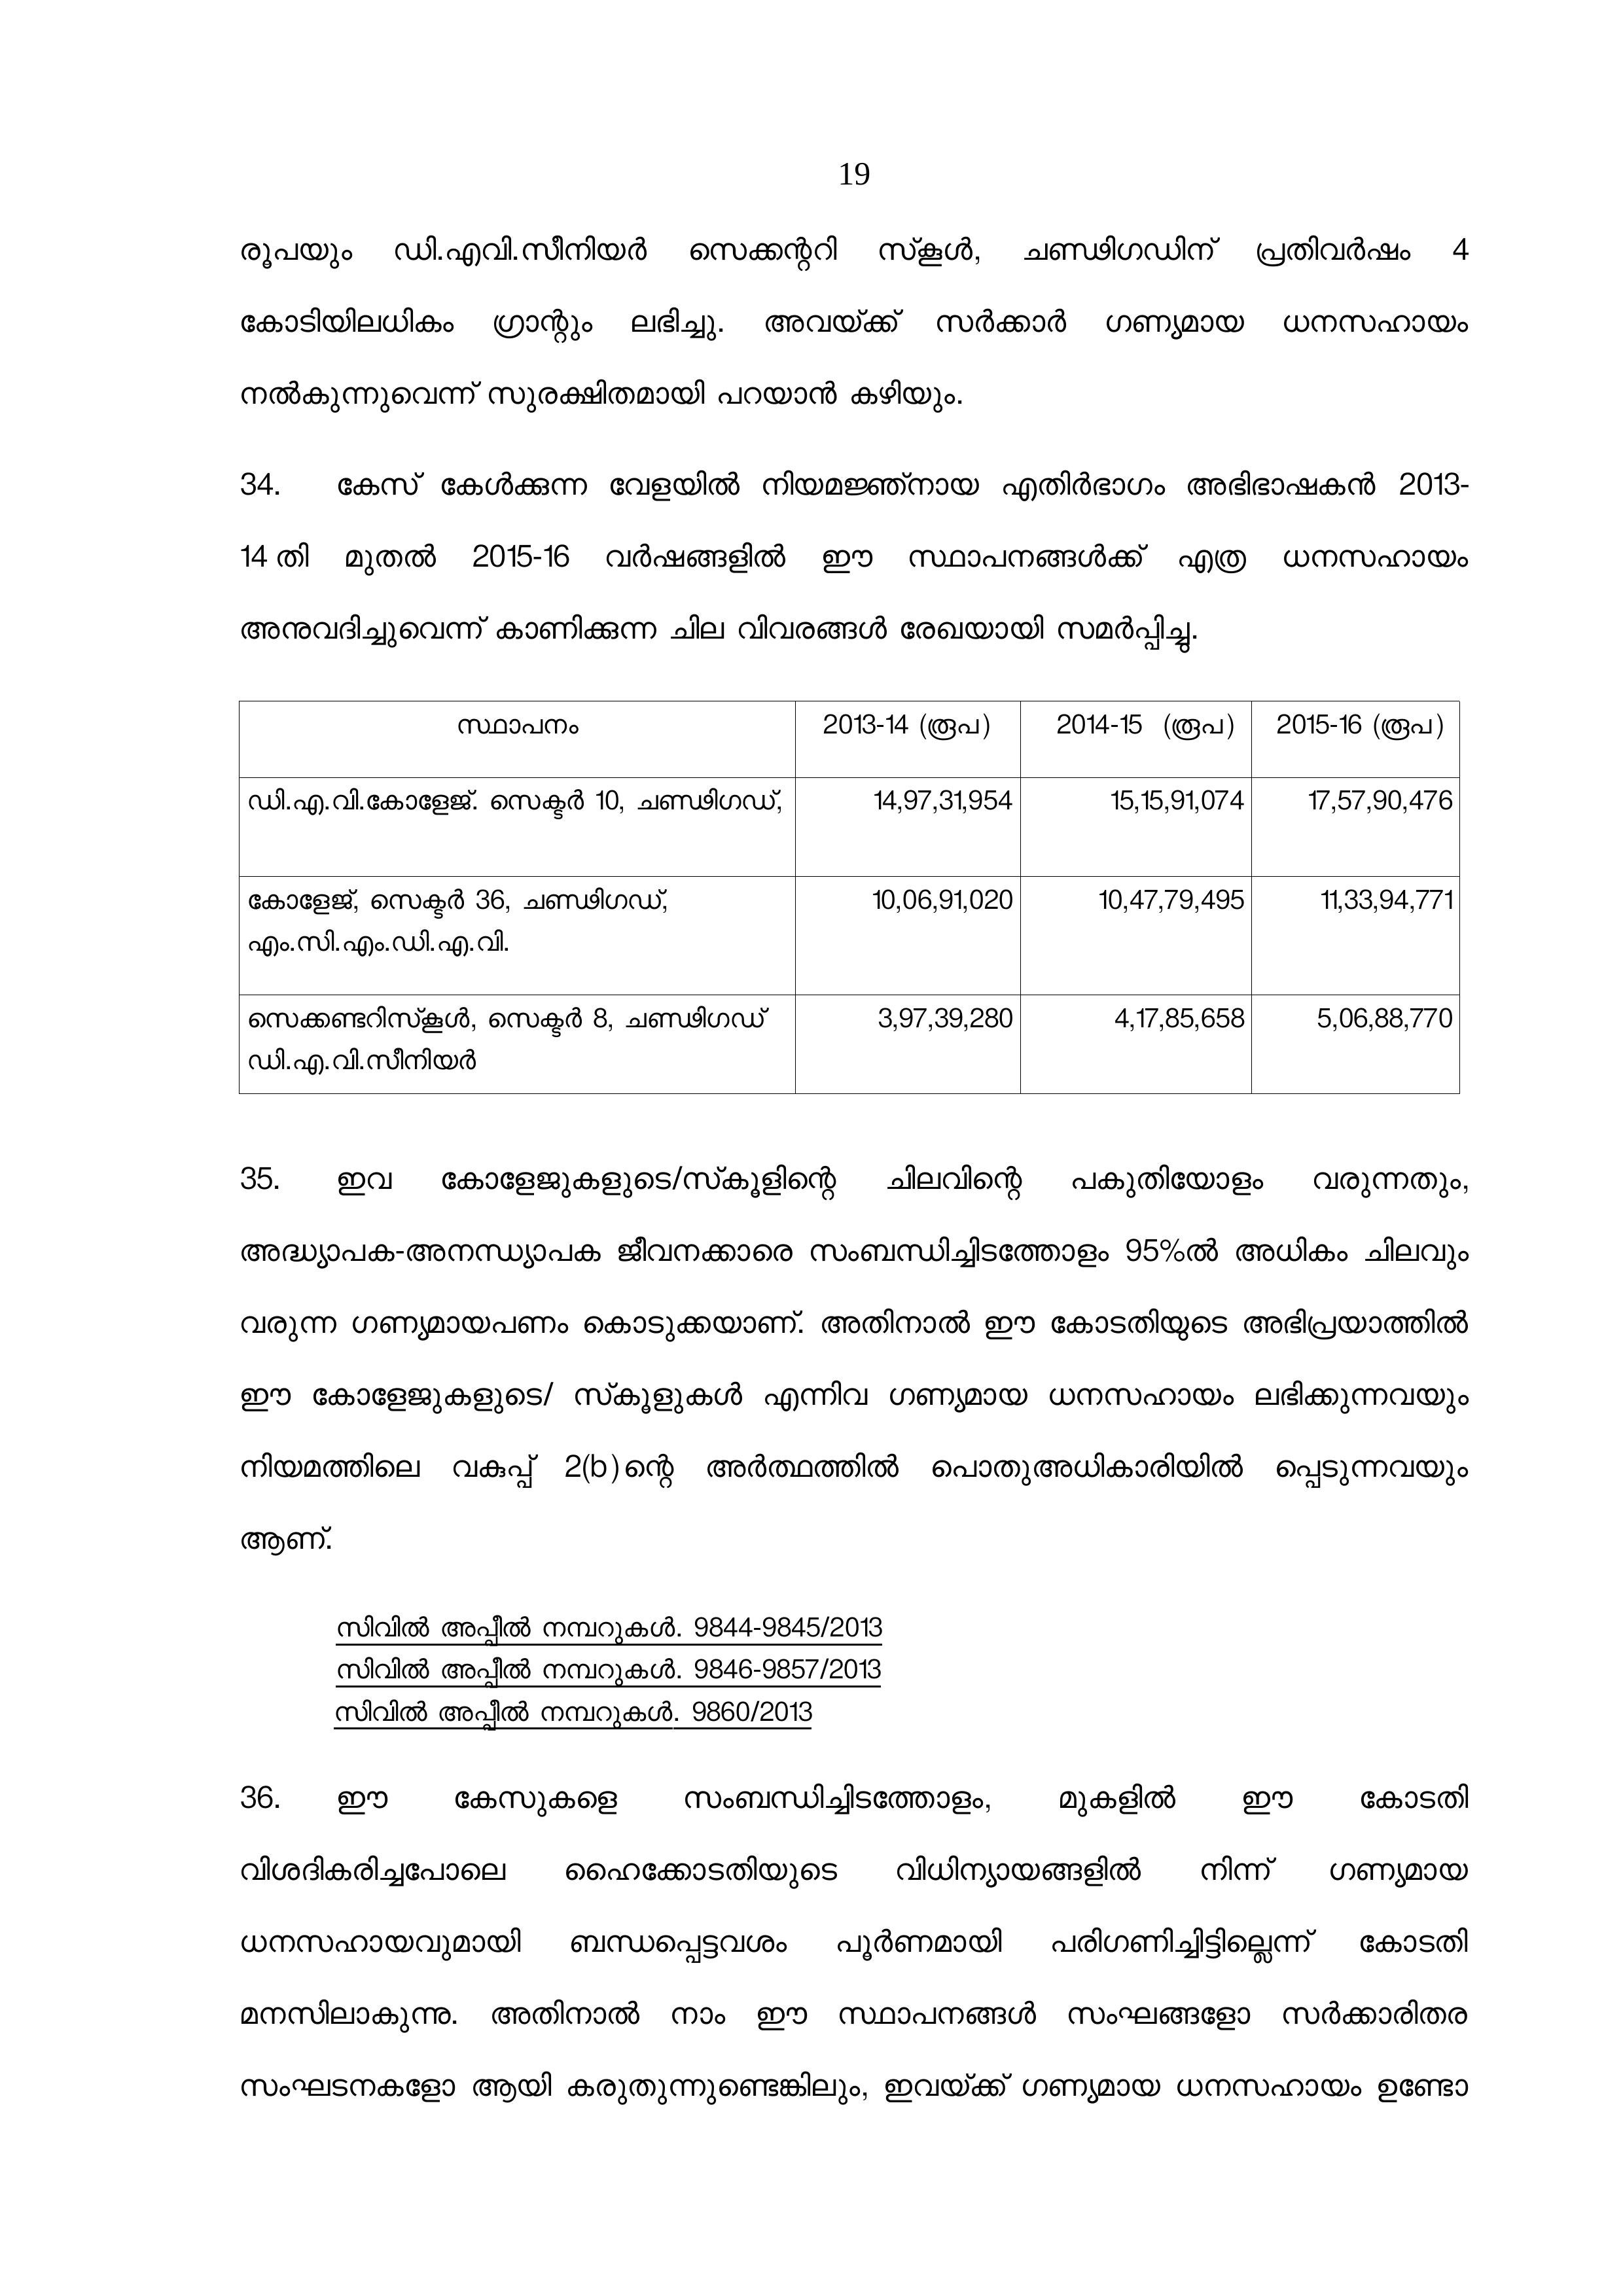 19
രൂപയും ഡി.എവി.സീനിയർ സെക്കന്ററി സ്കൂൾ, ചണ്ഢിഗഡിന് പ്രതിവർഷം 4
കോടിയിലധികം ഗ്രാന്റും ലഭിച്ചു. അവയ്ക്ക് സർക്കാർ ഗണ്യമായ ധനസഹായം
നൽകുന്നുവെന്ന് സുരക്ഷിതമായി പറയാൻ കഴിയും.
34. കേസ് കേൾക്കുന്ന വേളയിൽ നിയമജ്ഞ്നായ എതിർഭാഗം അഭിഭാഷകൻ 2013-
14 തി മുതൽ 2015-16 വർഷങ്ങളിൽ ഈ സ്ഥാപനങ്ങൾക്ക് എത്ര ധനസഹായം
അനുവദിച്ചുവെന്ന് കാണിക്കുന്ന ചില വിവരങ്ങൾ രേഖയായി സമർപ്പിച്ചു.
സ്ഥാപനം 2013-14 (രൂപ) 2014-15 (രൂപ) 2015-16 (രൂപ)
ഡി.എ.വി.കോളേജ്. സെക്ടർ 10, ചണ്ഢിഗഡ്, 14,97,31,954 15,15,91,074 17,57,90,476
കോളേജ്, സെക്ടർ 36, ചണ്ഢിഗഡ്, 10,06,91,020 10,47,79,495 11,33,94,771
എം.സി.എം.ഡി.എ.വി.
സെക്കണ്ടറിസ്കൂൾ, സെക്ടർ 8, ചണ്ഢിഗഡ് 3,97,39,280 4,17,85,658 5,06,88,770
ഡി.എ.വി.സീനിയർ
35. ഇവ കോളേജുകളുടെ/സ്കൂളിന്റെ ചിലവിന്റെ പകുതിയോളം വരുന്നതും,
അദ്ധ്യാപക-അനന്ധ്യാപക ജീവനക്കാരെ സംബന്ധിച്ചിടത്തോളം 95%ൽ അധികം ചിലവും
വരുന്ന ഗണ്യമായപണം കൊടുക്കയാണ്. അതിനാൽ ഈ കോടതിയുടെ അഭിപ്രയാത്തിൽ
ഈ കോളേജുകളുടെ/ സ്കൂളുകൾ എന്നിവ ഗണ്യമായ ധനസഹായം ലഭിക്കുന്നവയും
നിയമത്തിലെ വകുപ്പ് 2(b)ന്റെ അർത്ഥത്തിൽ പൊതുഅധികാരിയിൽ പ്പെടുന്നവയും
ആണ്.
സിവിൽ അപ്പീൽ നമ്പറുകൾ. 9844-9845/2013
സിവിൽ അപ്പീൽ നമ്പറുകൾ. 9846-9857/2013
സിവിൽ അപ്പീൽ നമ്പറുകൾ. 9860/2013
36. ഈ കേസുകളെ സംബന്ധിച്ചിടത്തോളം, മുകളിൽ ഈ കോടതി
വിശദികരിച്ചപോലെ ഹൈക്കോടതിയുടെ വിധിന്യായങ്ങളിൽ നിന്ന് ഗണ്യമായ
ധനസഹായവുമായി ബന്ധപ്പെട്ടവശം പൂർണമായി പരിഗണിച്ചിട്ടില്ലെന്ന് കോടതി
മനസിലാകുന്നു. അതിനാൽ നാം ഈ സ്ഥാപനങ്ങൾ സംഘങ്ങളോ സർക്കാരിതര
സംഘടനകളോ ആയി കരുതുന്നുണ്ടെങ്കിലും, ഇവയ്ക്ക് ഗണ്യമായ ധനസഹായം ഉണ്ടോ